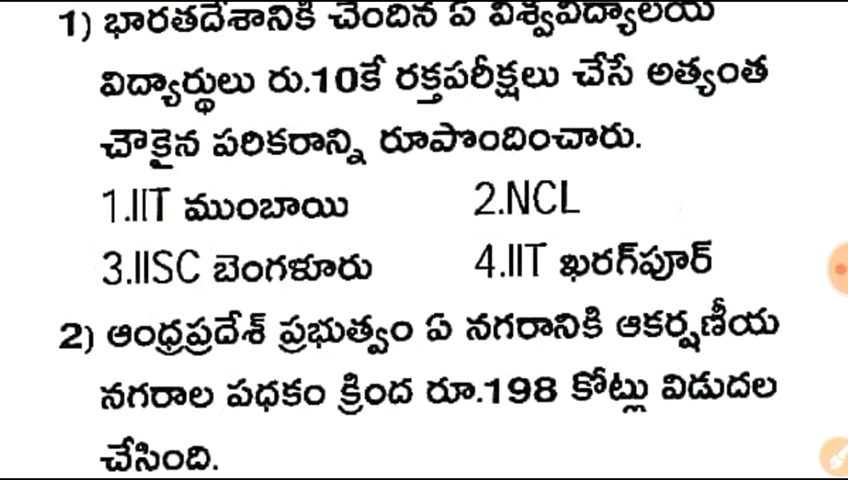 1) భారతదేశానికి చెందిన ఏ విశ్వవిద్యాలయ
విద్యార్థులు రు.10కే రక్తపరీక్షలు చేసే అత్యంత
చౌకైన పరికరాన్ని రూపొందించారు.
1.IIT ముంబాయి 2.NCL
3.IISC బెంగళూరు 4.IIT ఖరగ్‌పూర్
2) ఆంధ్రప్రదేశ్ ప్రభుత్వం ఏ నగరానికి ఆకర్షణీయ
నగరాల పధకం క్రింద రూ.198 కోట్లు విడుదల
చేసింది.